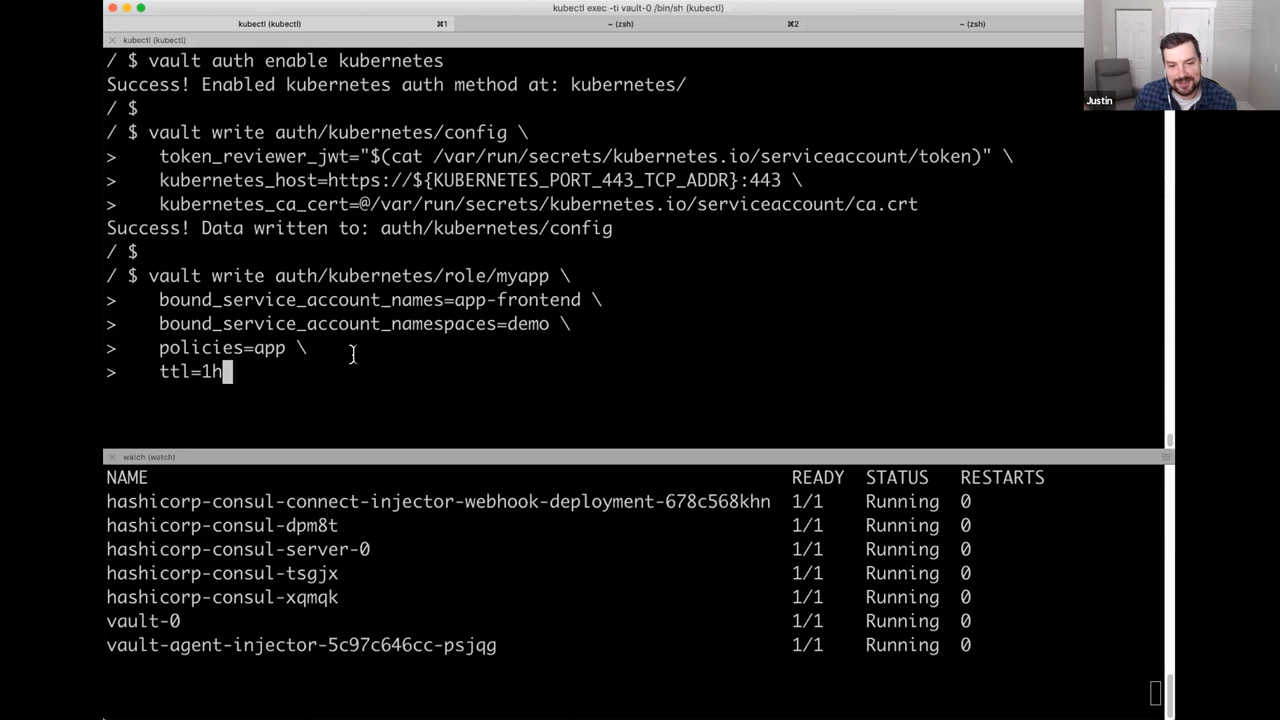 kubectl exec -ti vault-0 /bin/sh (kubectl)
kubectl (kubectl) ⌘1 ~ (zsh) ⌘2 ~ (zsh)
kubectl (kubectl)
/ $ vault auth enable kubernetes
Success! Enabled kubernetes auth method at: kubernetes/
/ $
/ $ vault write auth/kubernetes/config \
>     token_reviewer_jwt="$(cat /var/run/secrets/kubernetes.io/serviceaccount/token)" \
>     kubernetes_host=https://${KUBERNETES_PORT_443_TCP_ADDR}:443 \
>     kubernetes_ca_cert=@/var/run/secrets/kubernetes.io/serviceaccount/ca.crt
Success! Data written to: auth/kubernetes/config
/ $
/ $ vault write auth/kubernetes/role/myapp \
>     bound_service_account_names=app-frontend \
>     bound_service_account_namespaces=demo \
>     policies=app \
>     ttl=1h
Justin
watch (watch)
NAME READY STATUS RESTARTS
hashicorp-consul-connect-injector-webhook-deployment-678c568khn 1/1 Running 0
hashicorp-consul-dpm8t 1/1 Running 0
hashicorp-consul-server-0 1/1 Running 0
hashicorp-consul-tsgjx 1/1 Running 0
hashicorp-consul-xqmqk 1/1 Running 0
vault-0 1/1 Running 0
vault-agent-injector-5c97c646cc-psjqg 1/1 Running 0